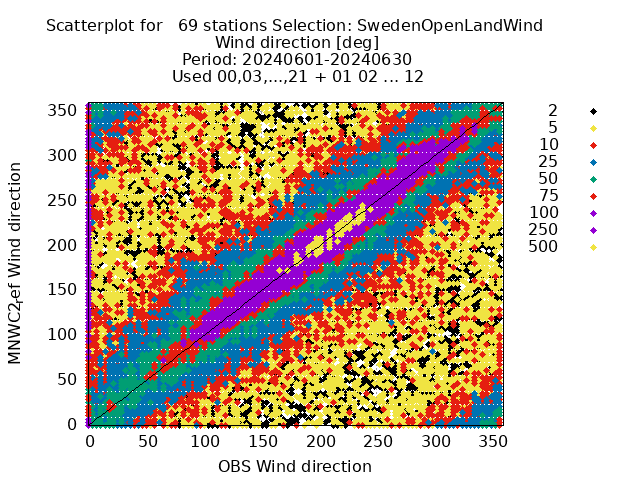 Scatterplot for 69 stations Selection: SwedenOpenLandWind
Wind direction [deg]
Period: 20240601-20240630
Used 00,03,...,21 + 01 02 ... 12
MNWC2 Wind direction
350
300
250
200
150
100
50
0
0 50 100 150 200 250 300 350
OBS Wind direction
2
5
10
25
50
75
100
250
500